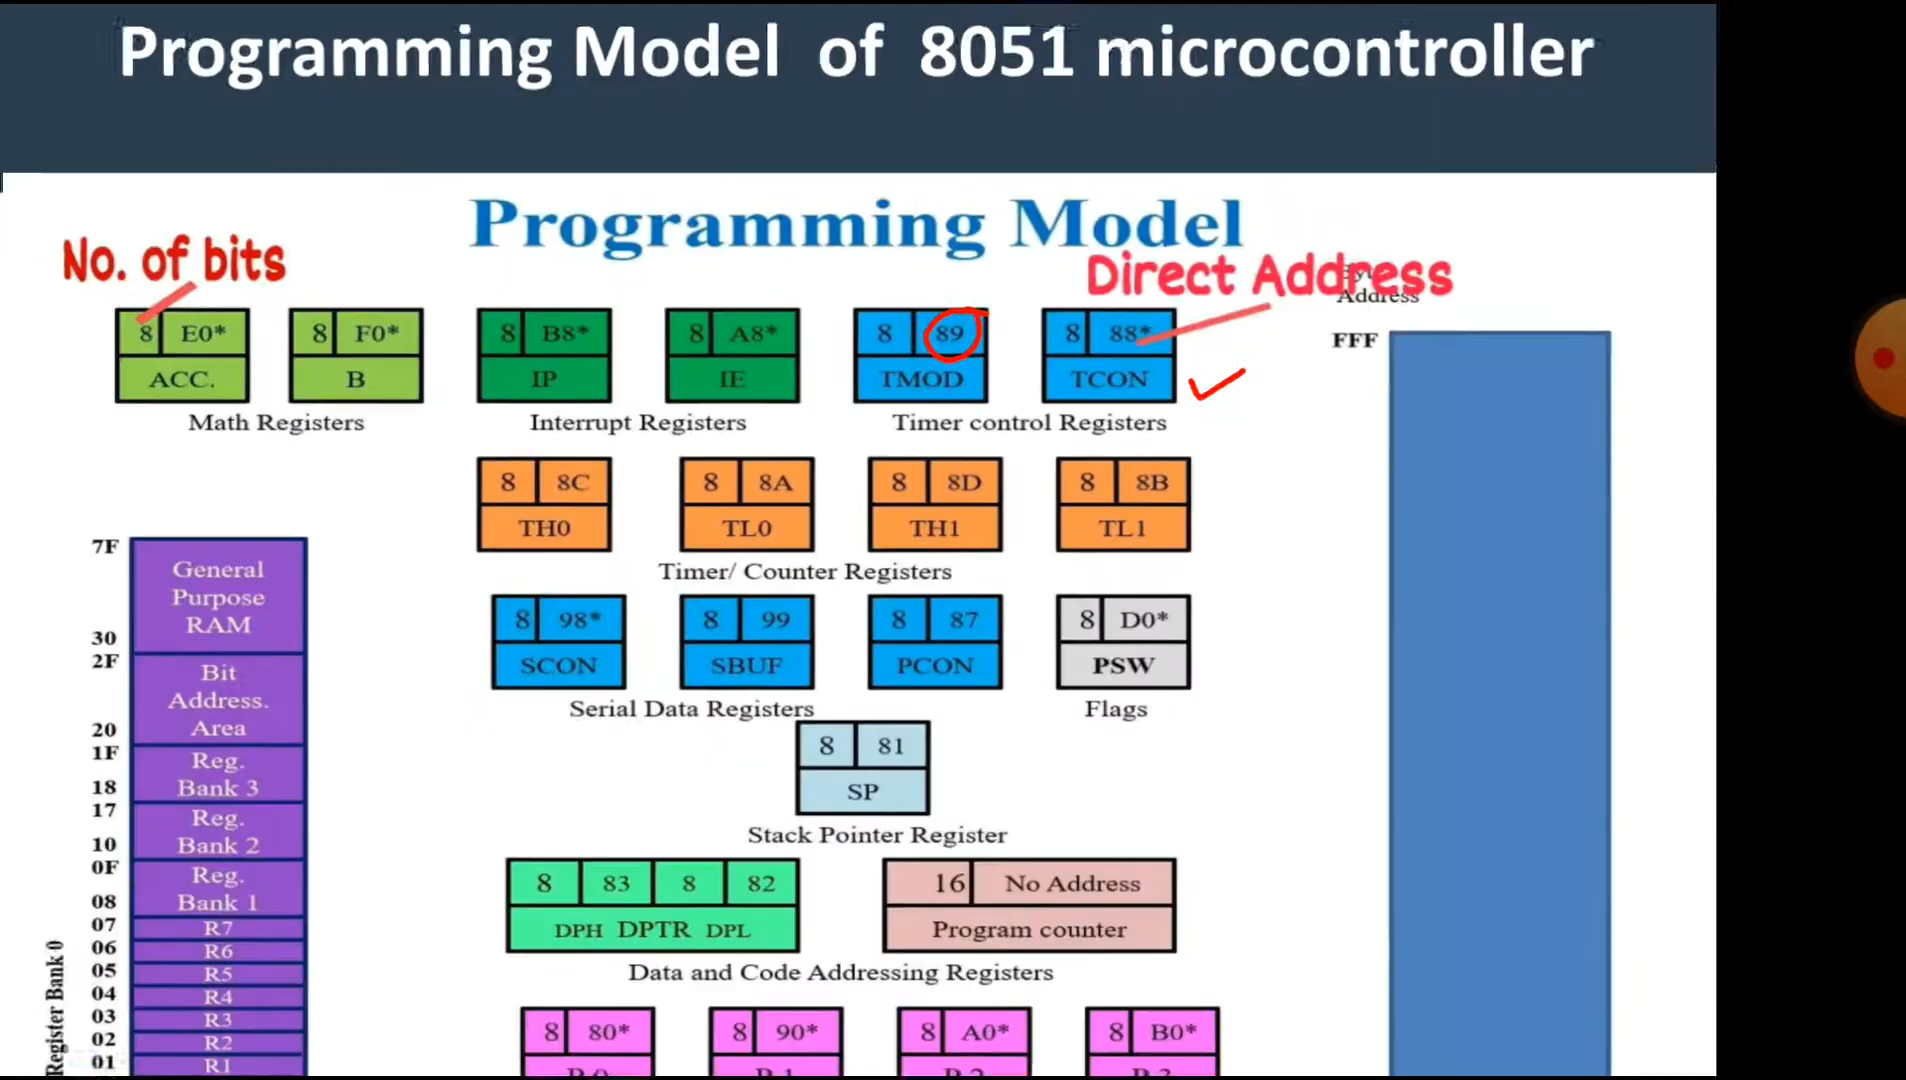 Programming Model of 8051 microcontroller
Programming Model
No. of bits
Direct Address
Address
8 E0* 8 F0* 8 B8* 8 A8* 8 89 8 88*
FFF
ACC. B IP IE TMOD TCON
Math Registers Interrupt Registers Timer control Registers
8 8C 8 8A 8 8D 8 8B
TH0 TL0 TH1 TL1
Timer/ Counter Registers
8 98* 8 99 8 87 8 D0*
SCON SBUF PCON PSW
Serial Data Registers Flags
8 81
SP
Stack Pointer Register
8 83 8 82 16 No Address
DPH DPTR DPL Program counter
Data and Code Addressing Registers
8 80* 8 90* 8 A0* 8 B0*
7F
General
Purpose
RAM
30
2F
Bit
Address.
Area
20
1F
Reg.
Bank 3
18
17
Reg.
Bank 2
10
0F
Reg.
Bank 1
08
07 R7
06 R6
05 R5
04 R4
03 R3
02 R2
01 R1
Register Bank 0